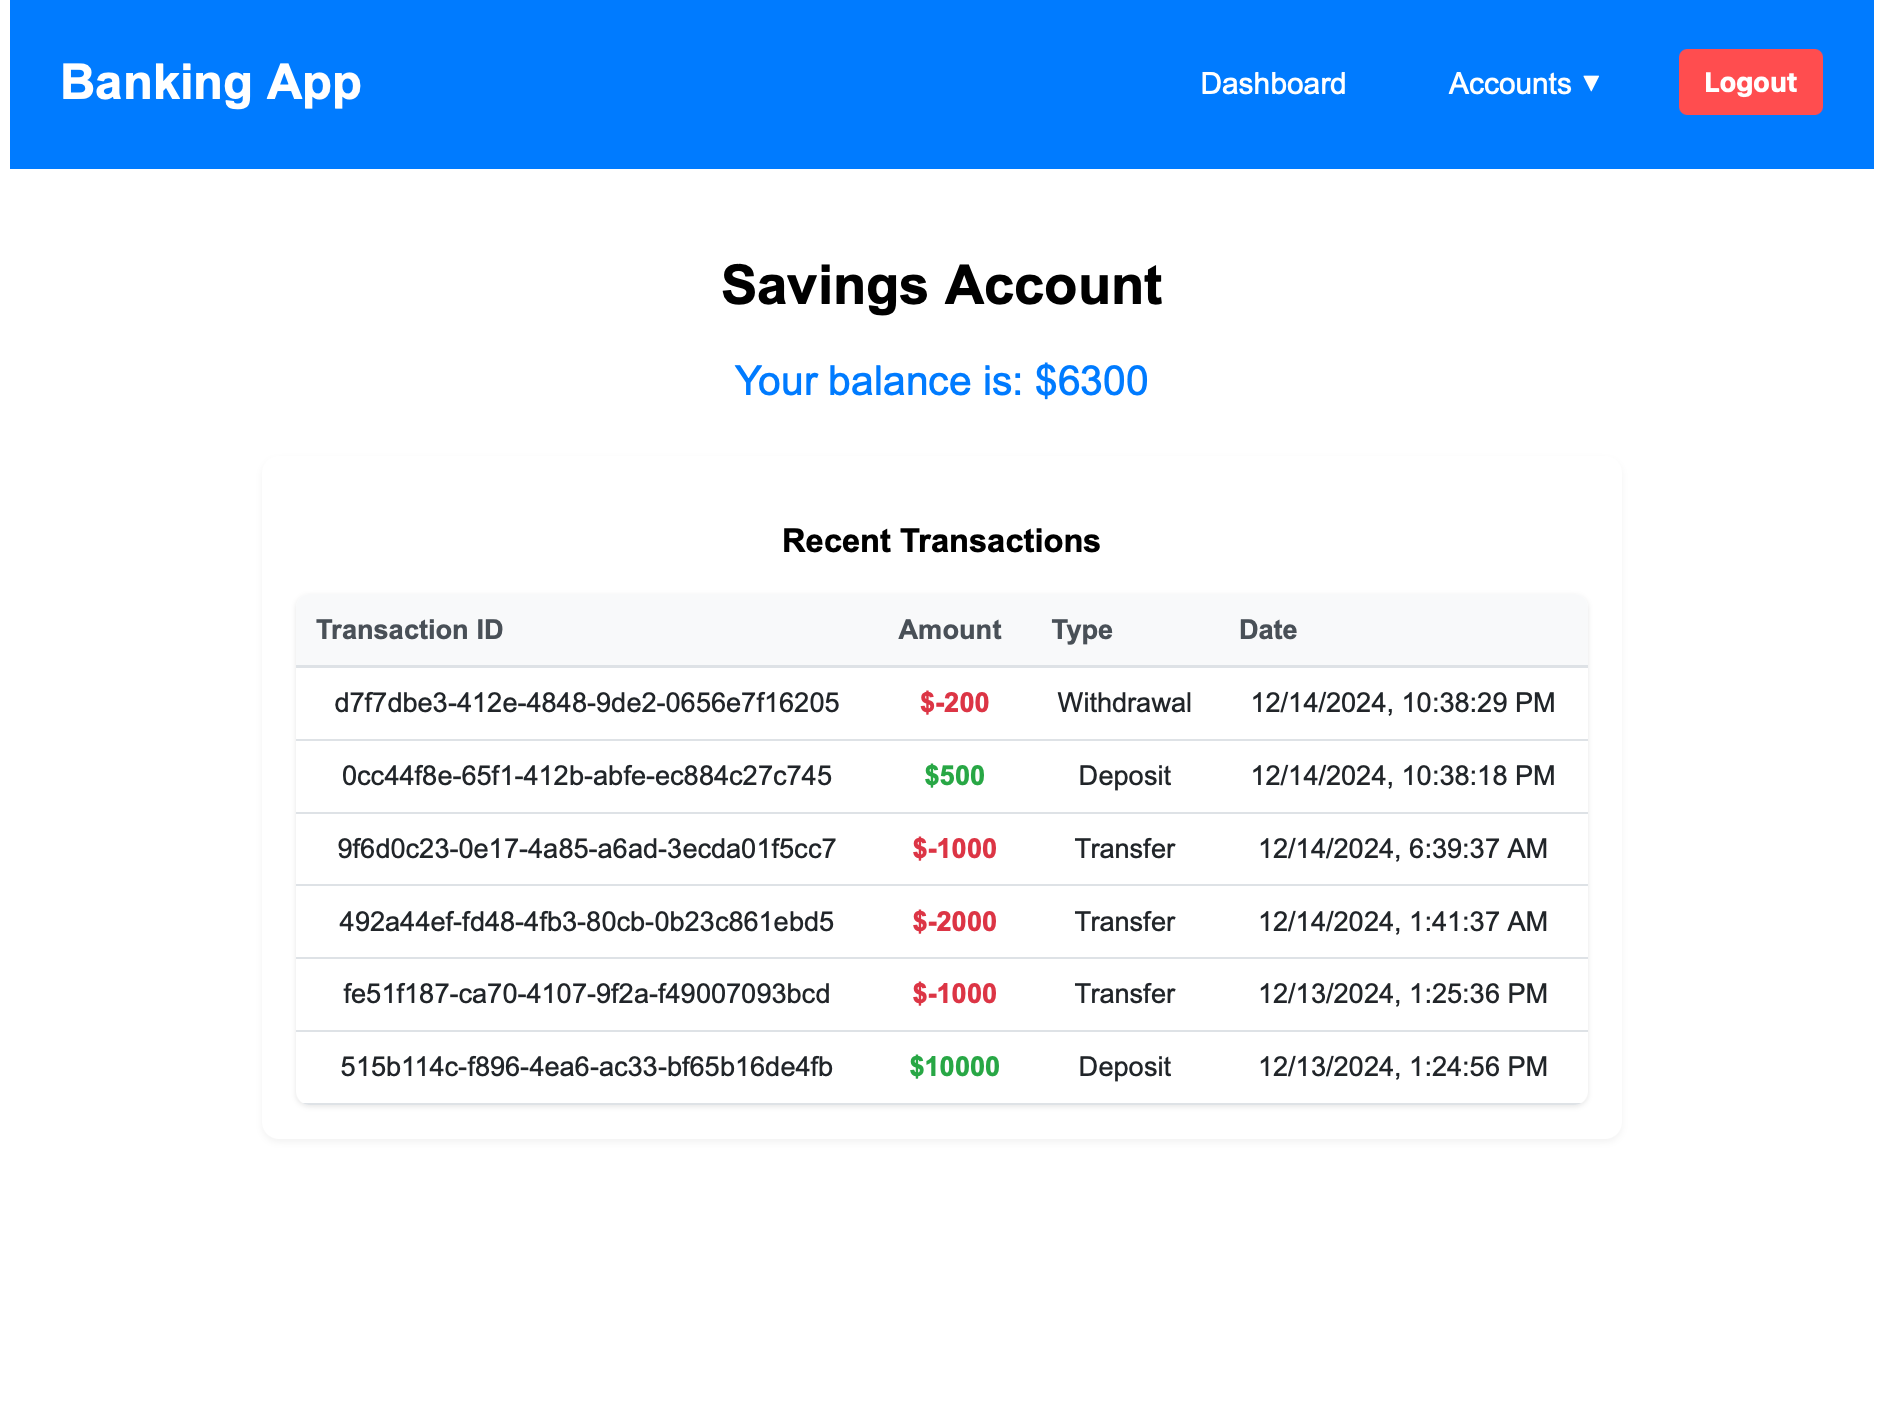 Banking App Dashboard Accounts ▼ Logout
Savings Account
Your balance is: $6300
Recent Transactions
Transaction ID Amount Type Date
d7f7dbe3-412e-4848-9de2-0656e7f16205 $-200 Withdrawal 12/14/2024, 10:38:29 PM
0cc44f8e-65f1-412b-abfe-ec884c27c745 $500 Deposit 12/14/2024, 10:38:18 PM
9f6d0c23-0e17-4a85-a6ad-3ecda01f5cc7 $-1000 Transfer 12/14/2024, 6:39:37 AM
492a44ef-fd48-4fb3-80cb-0b23c861ebd5 $-2000 Transfer 12/14/2024, 1:41:37 AM
fe51f187-ca70-4107-9f2a-f49007093bcd $-1000 Transfer 12/13/2024, 1:25:36 PM
515b114c-f896-4ea6-ac33-bf65b16de4fb $10000 Deposit 12/13/2024, 1:24:56 PM